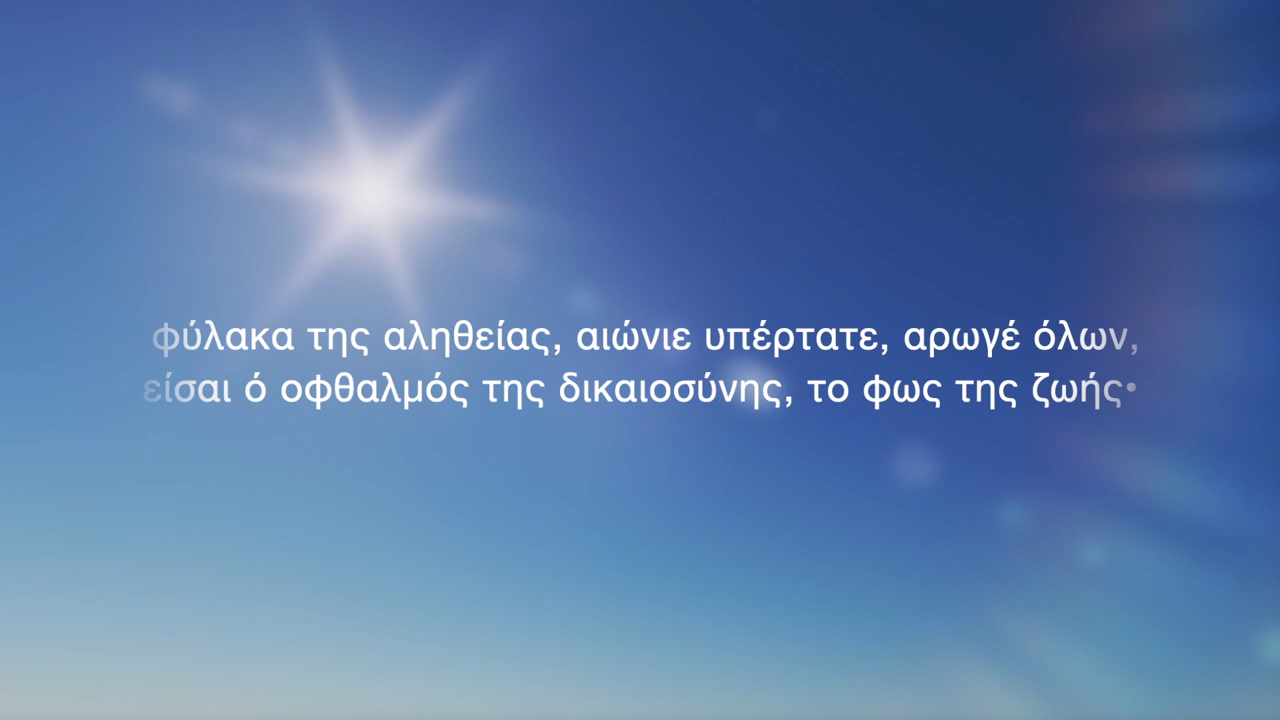 φύλακα της αληθείας, αιώνιε υπέρτατε, αρωγέ όλων,
είσαι ό οφθαλμός της δικαιοσύνης, το φως της ζωής·